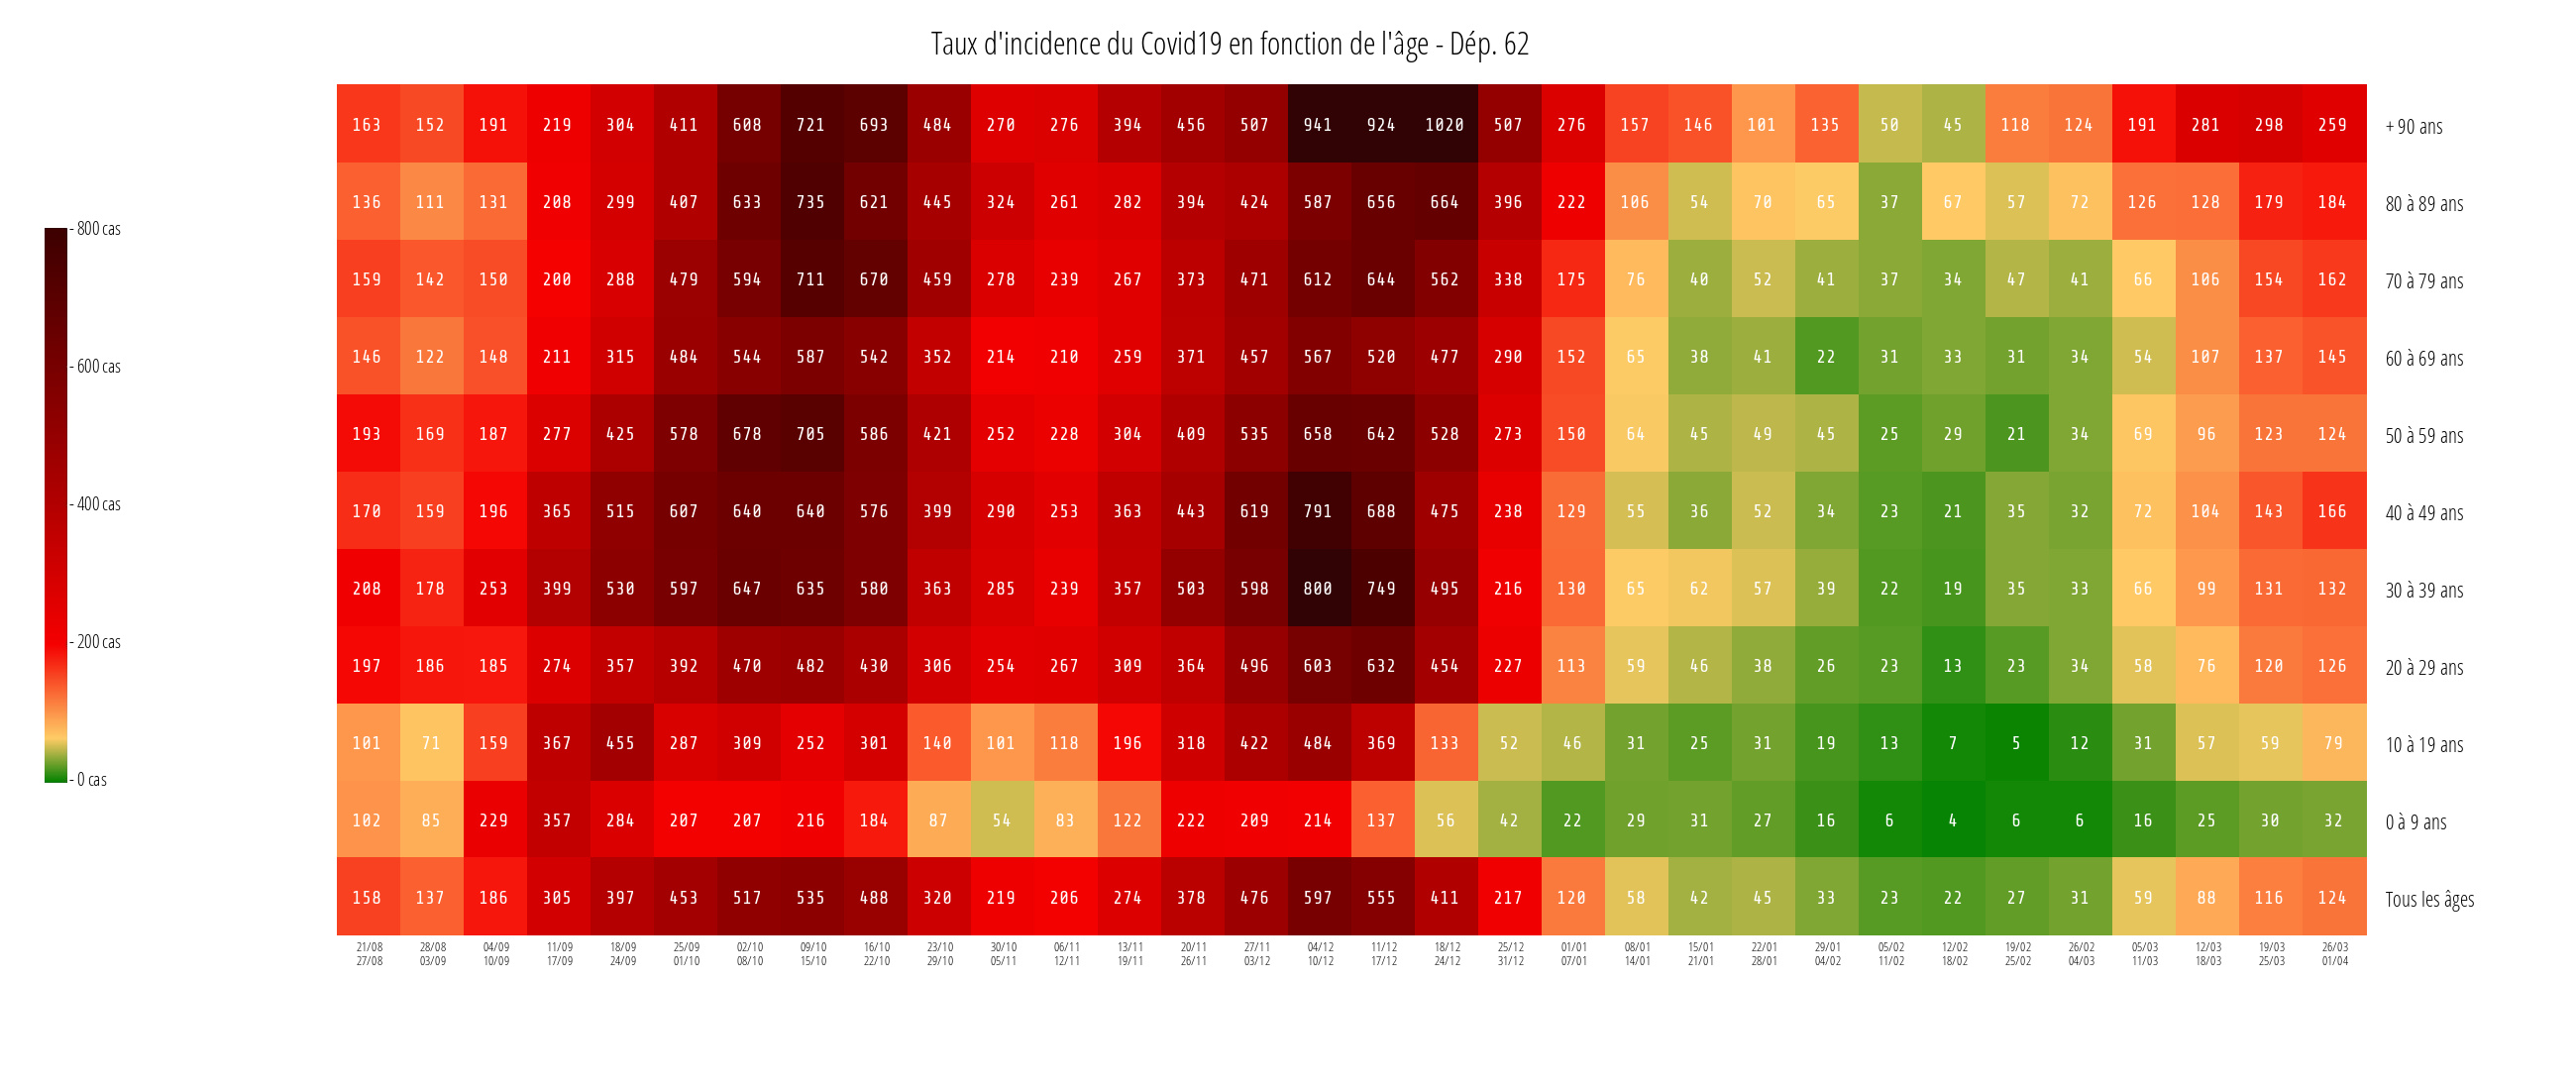 Taux d'incidence du Covid19 en fonction de l'âge - Dép. 62
163 152 191 219 304 411 608 721 693 484 270 276 394 456 507 941 924 1020 507 276 157 146 101 135 50 45 118 124 191 281 298 259 + 90 ans
136 111 131 208 299 407 633 735 621 445 324 261 282 394 424 587 656 664 396 222 106 54 70 65 37 67 57 72 126 128 179 184 80 à 89 ans
- 800 cas
159 142 150 200 288 479 594 711 670 459 278 239 267 373 471 612 644 562 338 175 76 40 52 41 37 34 47 41 66 106 154 162 70 à 79 ans
146 122 148 211 315 484 544 587 542 352 214 210 259 371 457 567 520 477 290 152 65 38 41 22 31 33 31 34 54 107 137 145 60 à 69 ans
- 600 cas
193 169 187 277 425 578 678 705 586 421 252 228 304 409 535 658 642 528 273 150 64 45 49 45 25 29 21 34 69 96 123 124 50 à 59 ans
- 400 cas
170 159 196 365 515 607 640 640 576 399 290 253 363 443 619 791 688 475 238 129 55 36 52 34 23 21 35 32 72 104 143 166 40 à 49 ans
208 178 253 399 530 597 647 635 580 363 285 239 357 503 598 800 749 495 216 130 65 62 57 39 22 19 35 33 66 99 131 132 30 à 39 ans
- 200 cas
197 186 185 274 357 392 470 482 430 306 254 267 309 364 496 603 632 454 227 113 59 46 38 26 23 13 23 34 58 76 120 126 20 à 29 ans
101 71 159 367 455 287 309 252 301 140 101 118 196 318 422 484 369 133 52 46 31 25 31 19 13 7 5 12 31 57 59 79 10 à 19 ans
- 0 cas
102 85 229 357 284 207 207 216 184 87 54 83 122 222 209 214 137 56 42 22 29 31 27 16 6 4 6 6 16 25 30 32 0 à 9 ans
158 137 186 305 397 453 517 535 488 320 219 206 274 378 476 597 555 411 217 120 58 42 45 33 23 22 27 31 59 88 116 124 Tous les âges
21/08 28/08 04/09 11/09 18/09 25/09 02/10 09/10 16/10 23/10 30/10 06/11 13/11 20/11 27/11 04/12 11/12 18/12 25/12 01/01 08/01 15/01 22/01 29/01 05/02 12/02 19/02 26/02 05/03 12/03 19/03 26/03
27/08 03/09 10/09 17/09 24/09 01/10 08/10 15/10 22/10 29/10 05/11 12/11 19/11 26/11 03/12 10/12 17/12 24/12 31/12 07/01 14/01 21/01 28/01 04/02 11/02 18/02 25/02 04/03 11/03 18/03 25/03 01/04